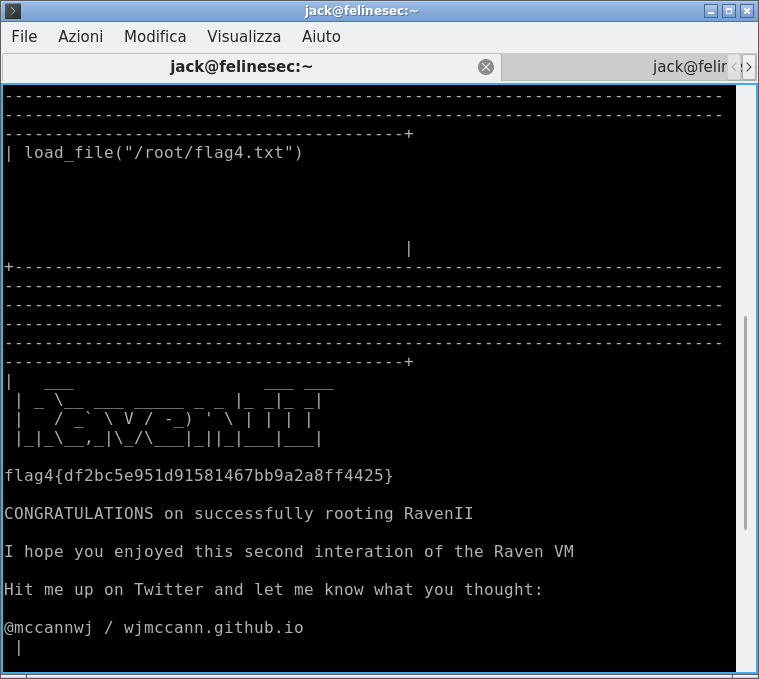 jack@felinesec:~
File Azioni Modifica Visualizza Aiuto
jack@felinesec:~ jack@felin
------------------------------------------------------------------------
------------------------------------------------------------------------
----------------------------------------+
| load_file("/root/flag4.txt")
|
+-----------------------------------------------------------------------
------------------------------------------------------------------------
------------------------------------------------------------------------
------------------------------------------------------------------------
------------------------------------------------------------------------
----------------------------------------+
|   ___                   ___ ___
 | _ \__ ___ _____ _ _ |_ _|_ _|
 |   / _` \ V / -_) ' \ | | | |
 |_|_\__,_|\_/\___|_||_|___|___|
flag4{df2bc5e951d91581467bb9a2a8ff4425}
CONGRATULATIONS on successfully rooting RavenII
I hope you enjoyed this second interation of the Raven VM
Hit me up on Twitter and let me know what you thought:
@mccannwj / wjmccann.github.io
 |